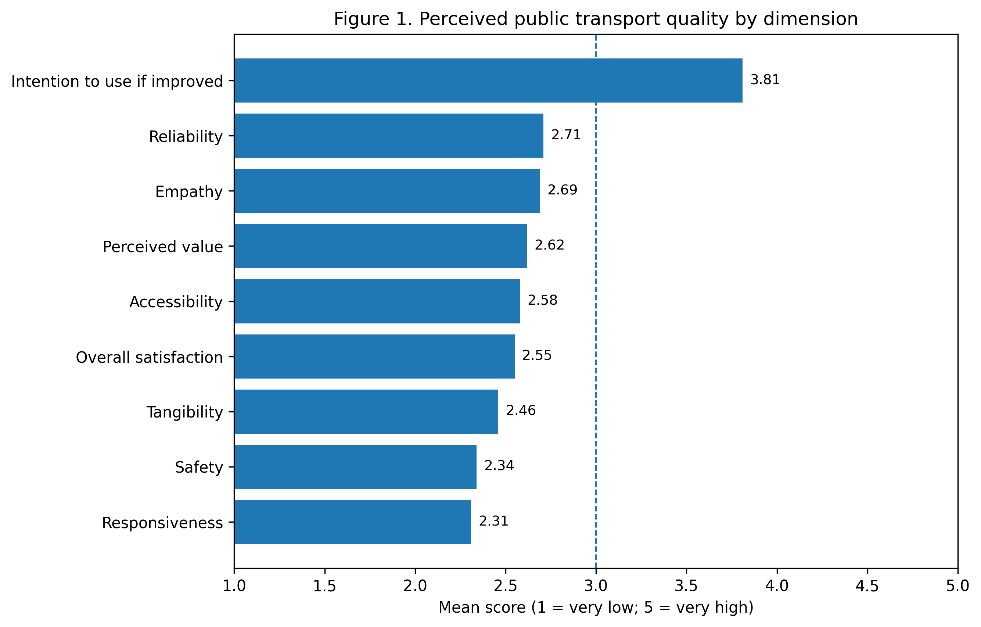 Figure 1. Perceived public transport quality by dimension
Intention to use if improved 3.81
Reliability 2.71
Empathy 2.69
Perceived value 2.62
Accessibility 2.58
Overall satisfaction 2.55
Tangibility 2.46
Safety 2.34
Responsiveness 2.31
1.0 1.5 2.0 2.5 3.0 3.5 4.0 4.5 5.0
Mean score (1 = very low; 5 = very high)